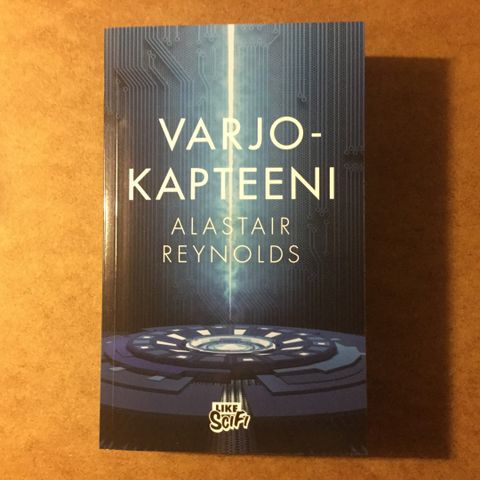 VARJO-
KAPTEENI
ALASTAIR
REYNOLDS
LIKE
SCIFI